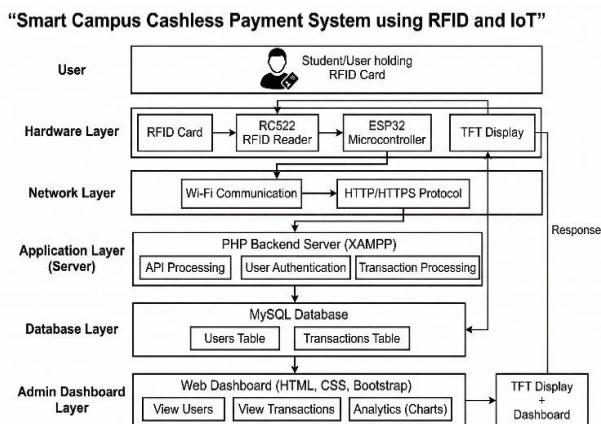 “Smart Campus Cashless Payment System using RFID and IoT”
User
Student/User holding
RFID Card
Hardware Layer
RFID Card
RC522
RFID Reader
ESP32
Microcontroller
TFT Display
Network Layer
Wi-Fi Communication
HTTP/HTTPS Protocol
Response
Application Layer
(Server)
PHP Backend Server (XAMPP)
API Processing
User Authentication
Transaction Processing
Database Layer
MySQL Database
Users Table
Transactions Table
Admin Dashboard
Layer
Web Dashboard (HTML, CSS, Bootstrap)
View Users
View Transactions
Analytics (Charts)
TFT Display
+
Dashboard